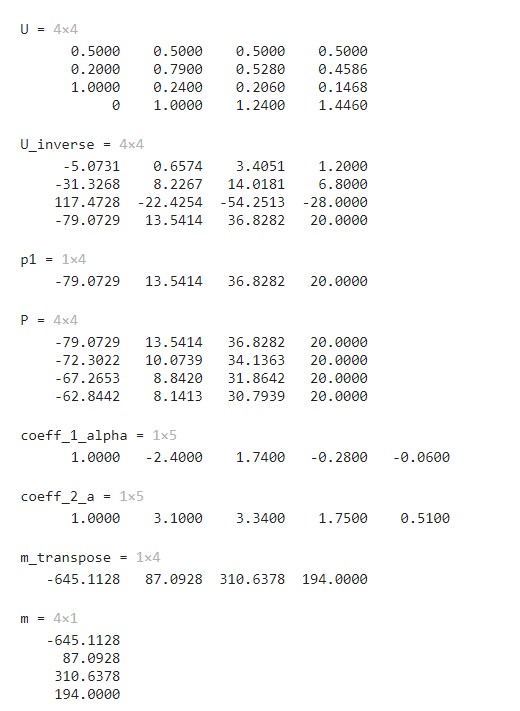 U = 4×4
0.5000 0.5000 0.5000 0.5000
0.2000 0.7900 0.5280 0.4586
1.0000 0.2400 0.2060 0.1468
0 1.0000 1.2400 1.4460
U_inverse = 4×4
-5.0731 0.6574 3.4051 1.2000
-31.3268 8.2267 14.0181 6.8000
117.4728 -22.4254 -54.2513 -28.0000
-79.0729 13.5414 36.8282 20.0000
p1 = 1×4
-79.0729 13.5414 36.8282 20.0000
P = 4×4
-79.0729 13.5414 36.8282 20.0000
-72.3022 10.0739 34.1363 20.0000
-67.2653 8.8420 31.8642 20.0000
-62.8442 8.1413 30.7939 20.0000
coeff_1_alpha = 1×5
1.0000 -2.4000 1.7400 -0.2800 -0.0600
coeff_2_a = 1×5
1.0000 3.1000 3.3400 1.7500 0.5100
m_transpose = 1×4
-645.1128 87.0928 310.6378 194.0000
m = 4×1
-645.1128
87.0928
310.6378
194.0000